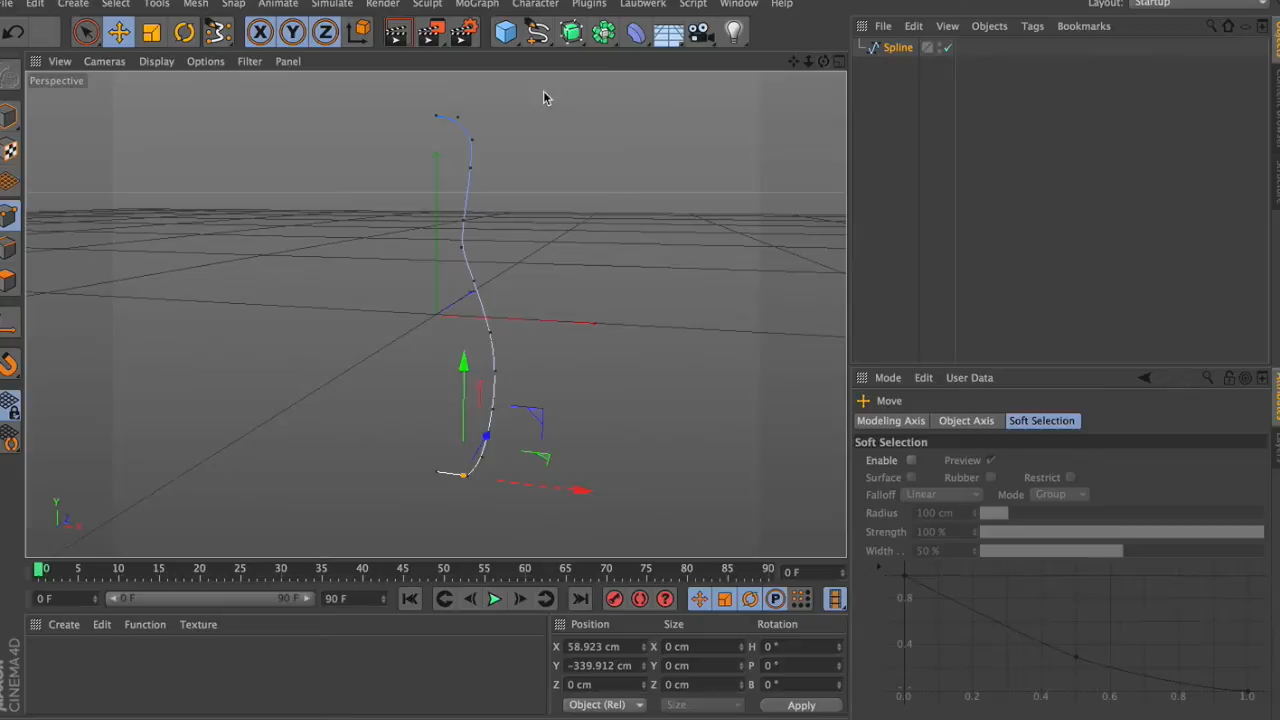 File Edit Create Select Tools Mesh Snap Animate Simulate Render Sculpt MoGraph Character Plugins Laubwerk Script Window Help Layout: Startup
X Y Z
View Cameras Display Options Filter Panel
Perspective
Y
Z X
0 5 10 15 20 25 30 35 40 45 50 55 60 65 70 75 80 85 90 0 F
0 F 0 F 90 F 90 F P
Create Edit Function Texture
Position Size Rotation
X 58.923 cm X 0 cm H 0 °
Y -339.912 cm Y 0 cm P 0 °
Z 0 cm Z 0 cm B 0 °
Object (Rel) Size Apply
MAXON CINEMA 4D
File Edit View Objects Tags Bookmarks
Spline
Mode Edit User Data
Move
Modeling Axis Object Axis Soft Selection
Soft Selection
Enable Preview
Surface Rubber Restrict
Falloff Linear Mode Group
Radius 100 cm
Strength 100 %
Width . . 50 %
0.8
0.4
0.0 0.2 0.4 0.6 0.8 1.0